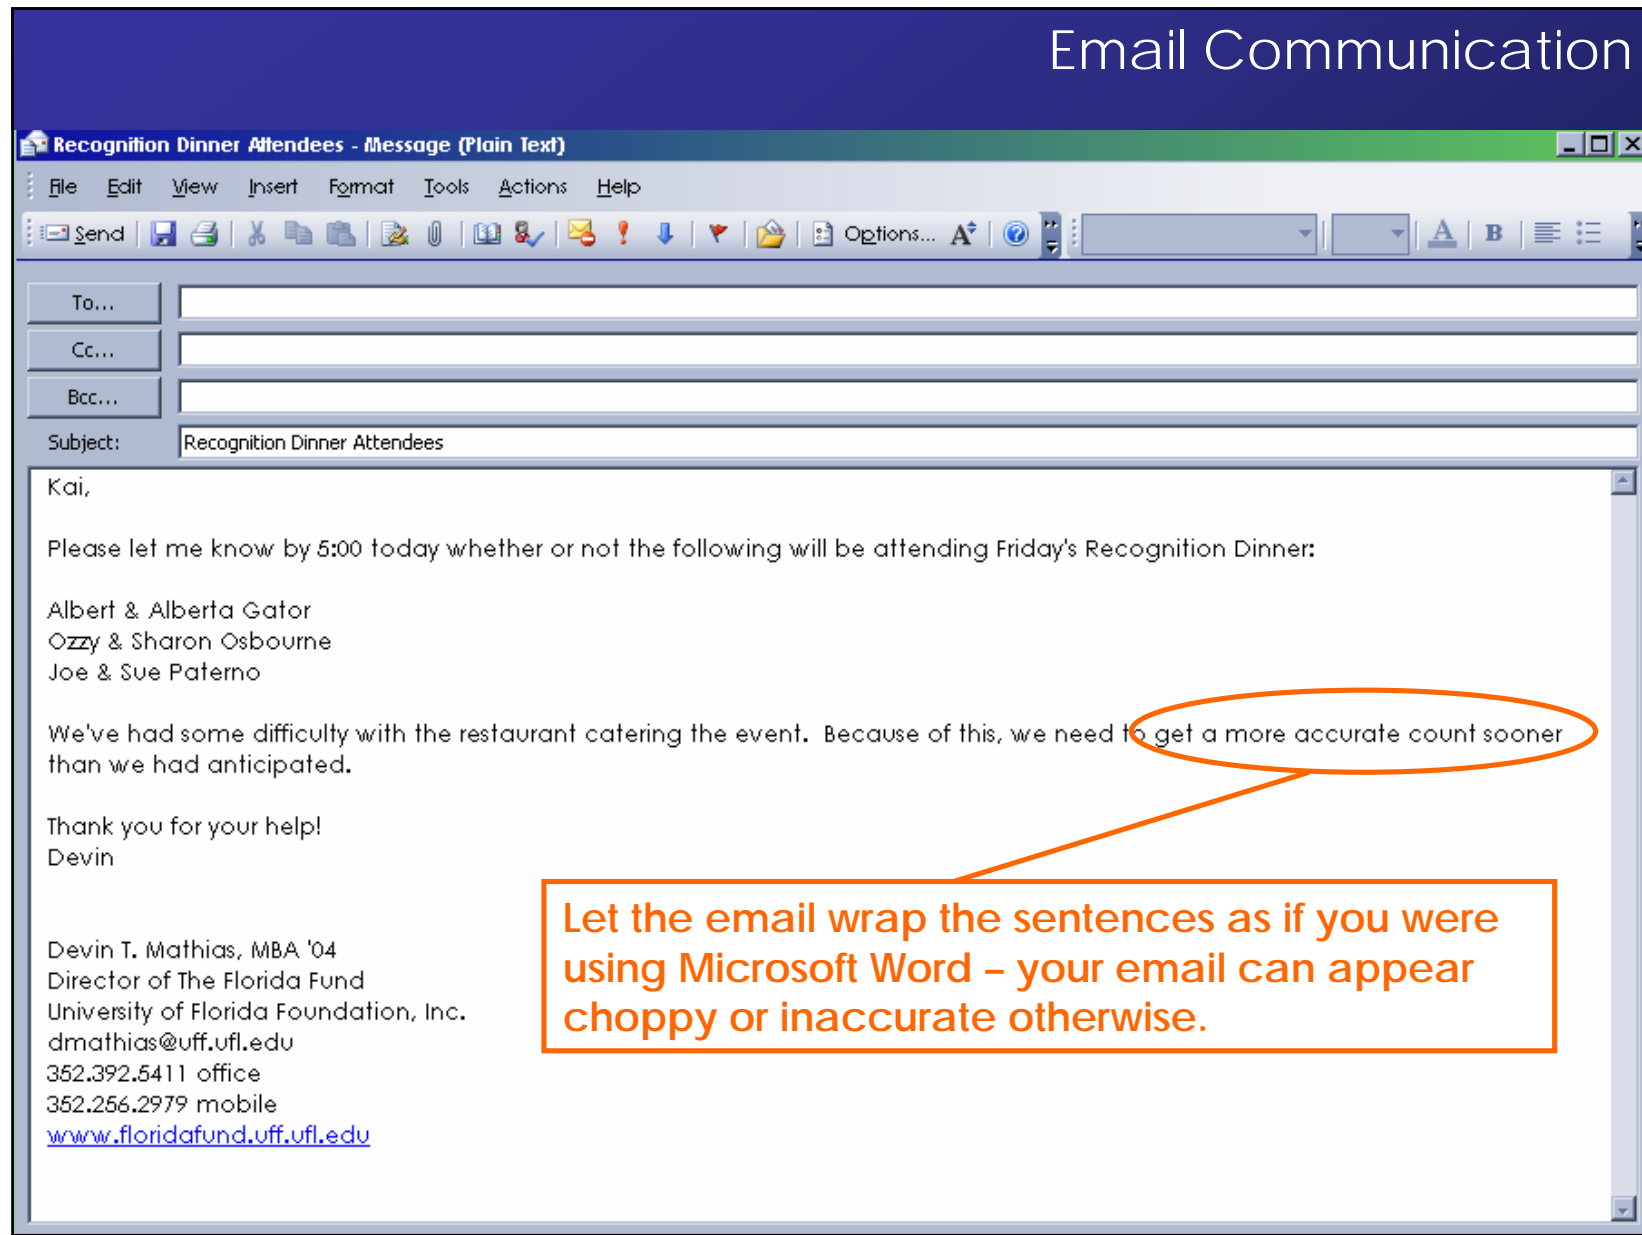 Email Communication
Recognition Dinner Attendees - Message (Plain Text)
File Edit View Insert Format Tools Actions Help
Send Options...
To...
Cc...
Bcc...
Subject: Recognition Dinner Attendees
Kai,
Please let me know by 5:00 today whether or not the following will be attending Friday's Recognition Dinner:
Albert & Alberta Gator
Ozzy & Sharon Osbourne
Joe & Sue Paterno
We've had some difficulty with the restaurant catering the event.  Because of this, we need to get a more accurate count sooner
than we had anticipated.
Thank you for your help!
Devin
Let the email wrap the sentences as if you were
using Microsoft Word – your email can appear
choppy or inaccurate otherwise.
Devin T. Mathias, MBA '04
Director of The Florida Fund
University of Florida Foundation, Inc.
dmathias@uff.ufl.edu
352.392.5411 office
352.256.2979 mobile
www.floridafund.uff.ufl.edu